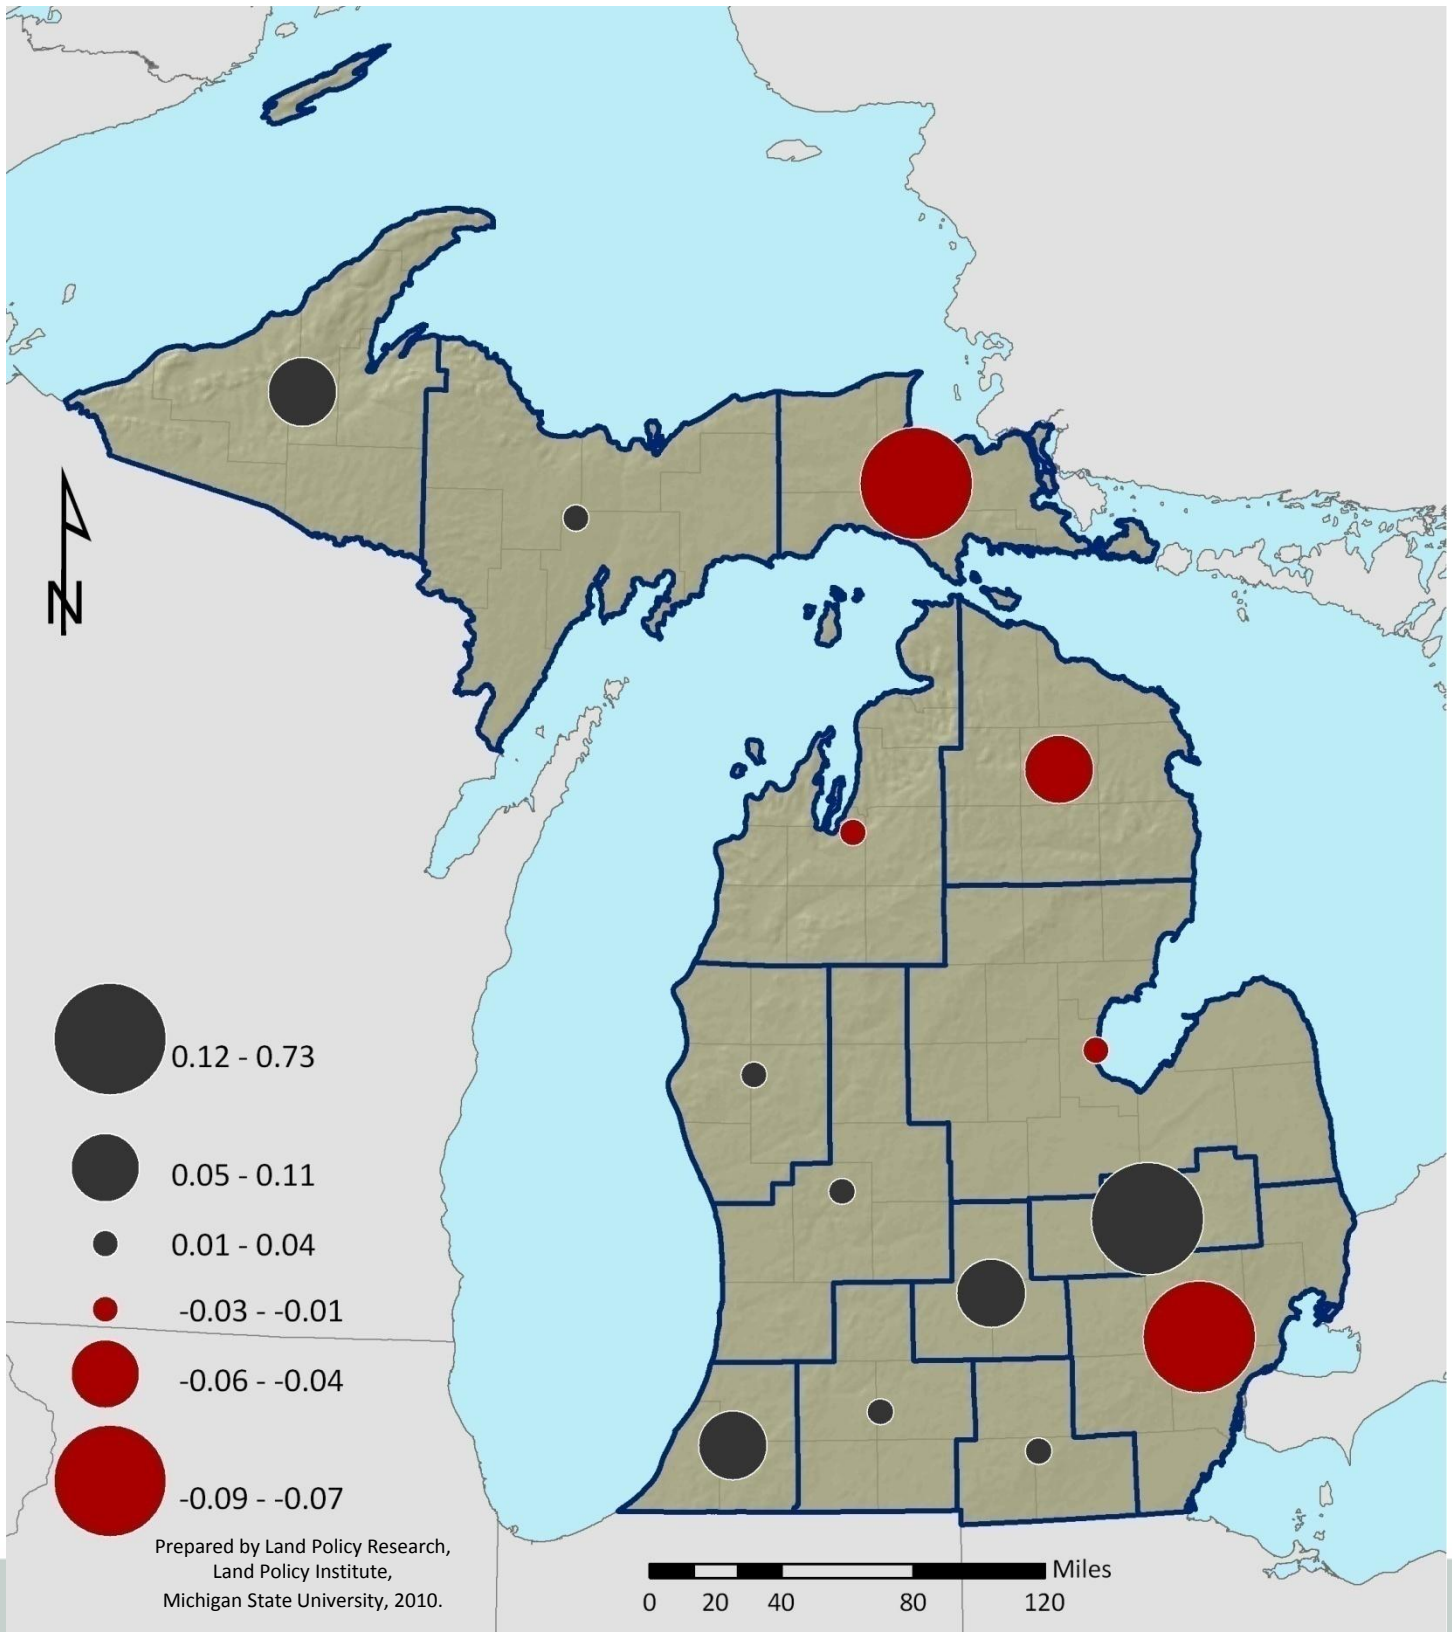 N
0.12 - 0.73
0.05 - 0.11
0.01 - 0.04
-0.03 - -0.01
-0.06 - -0.04
-0.09 - -0.07
Prepared by Land Policy Research,
Land Policy Institute,
Michigan State University, 2010.
Miles
0 20 40 80 120